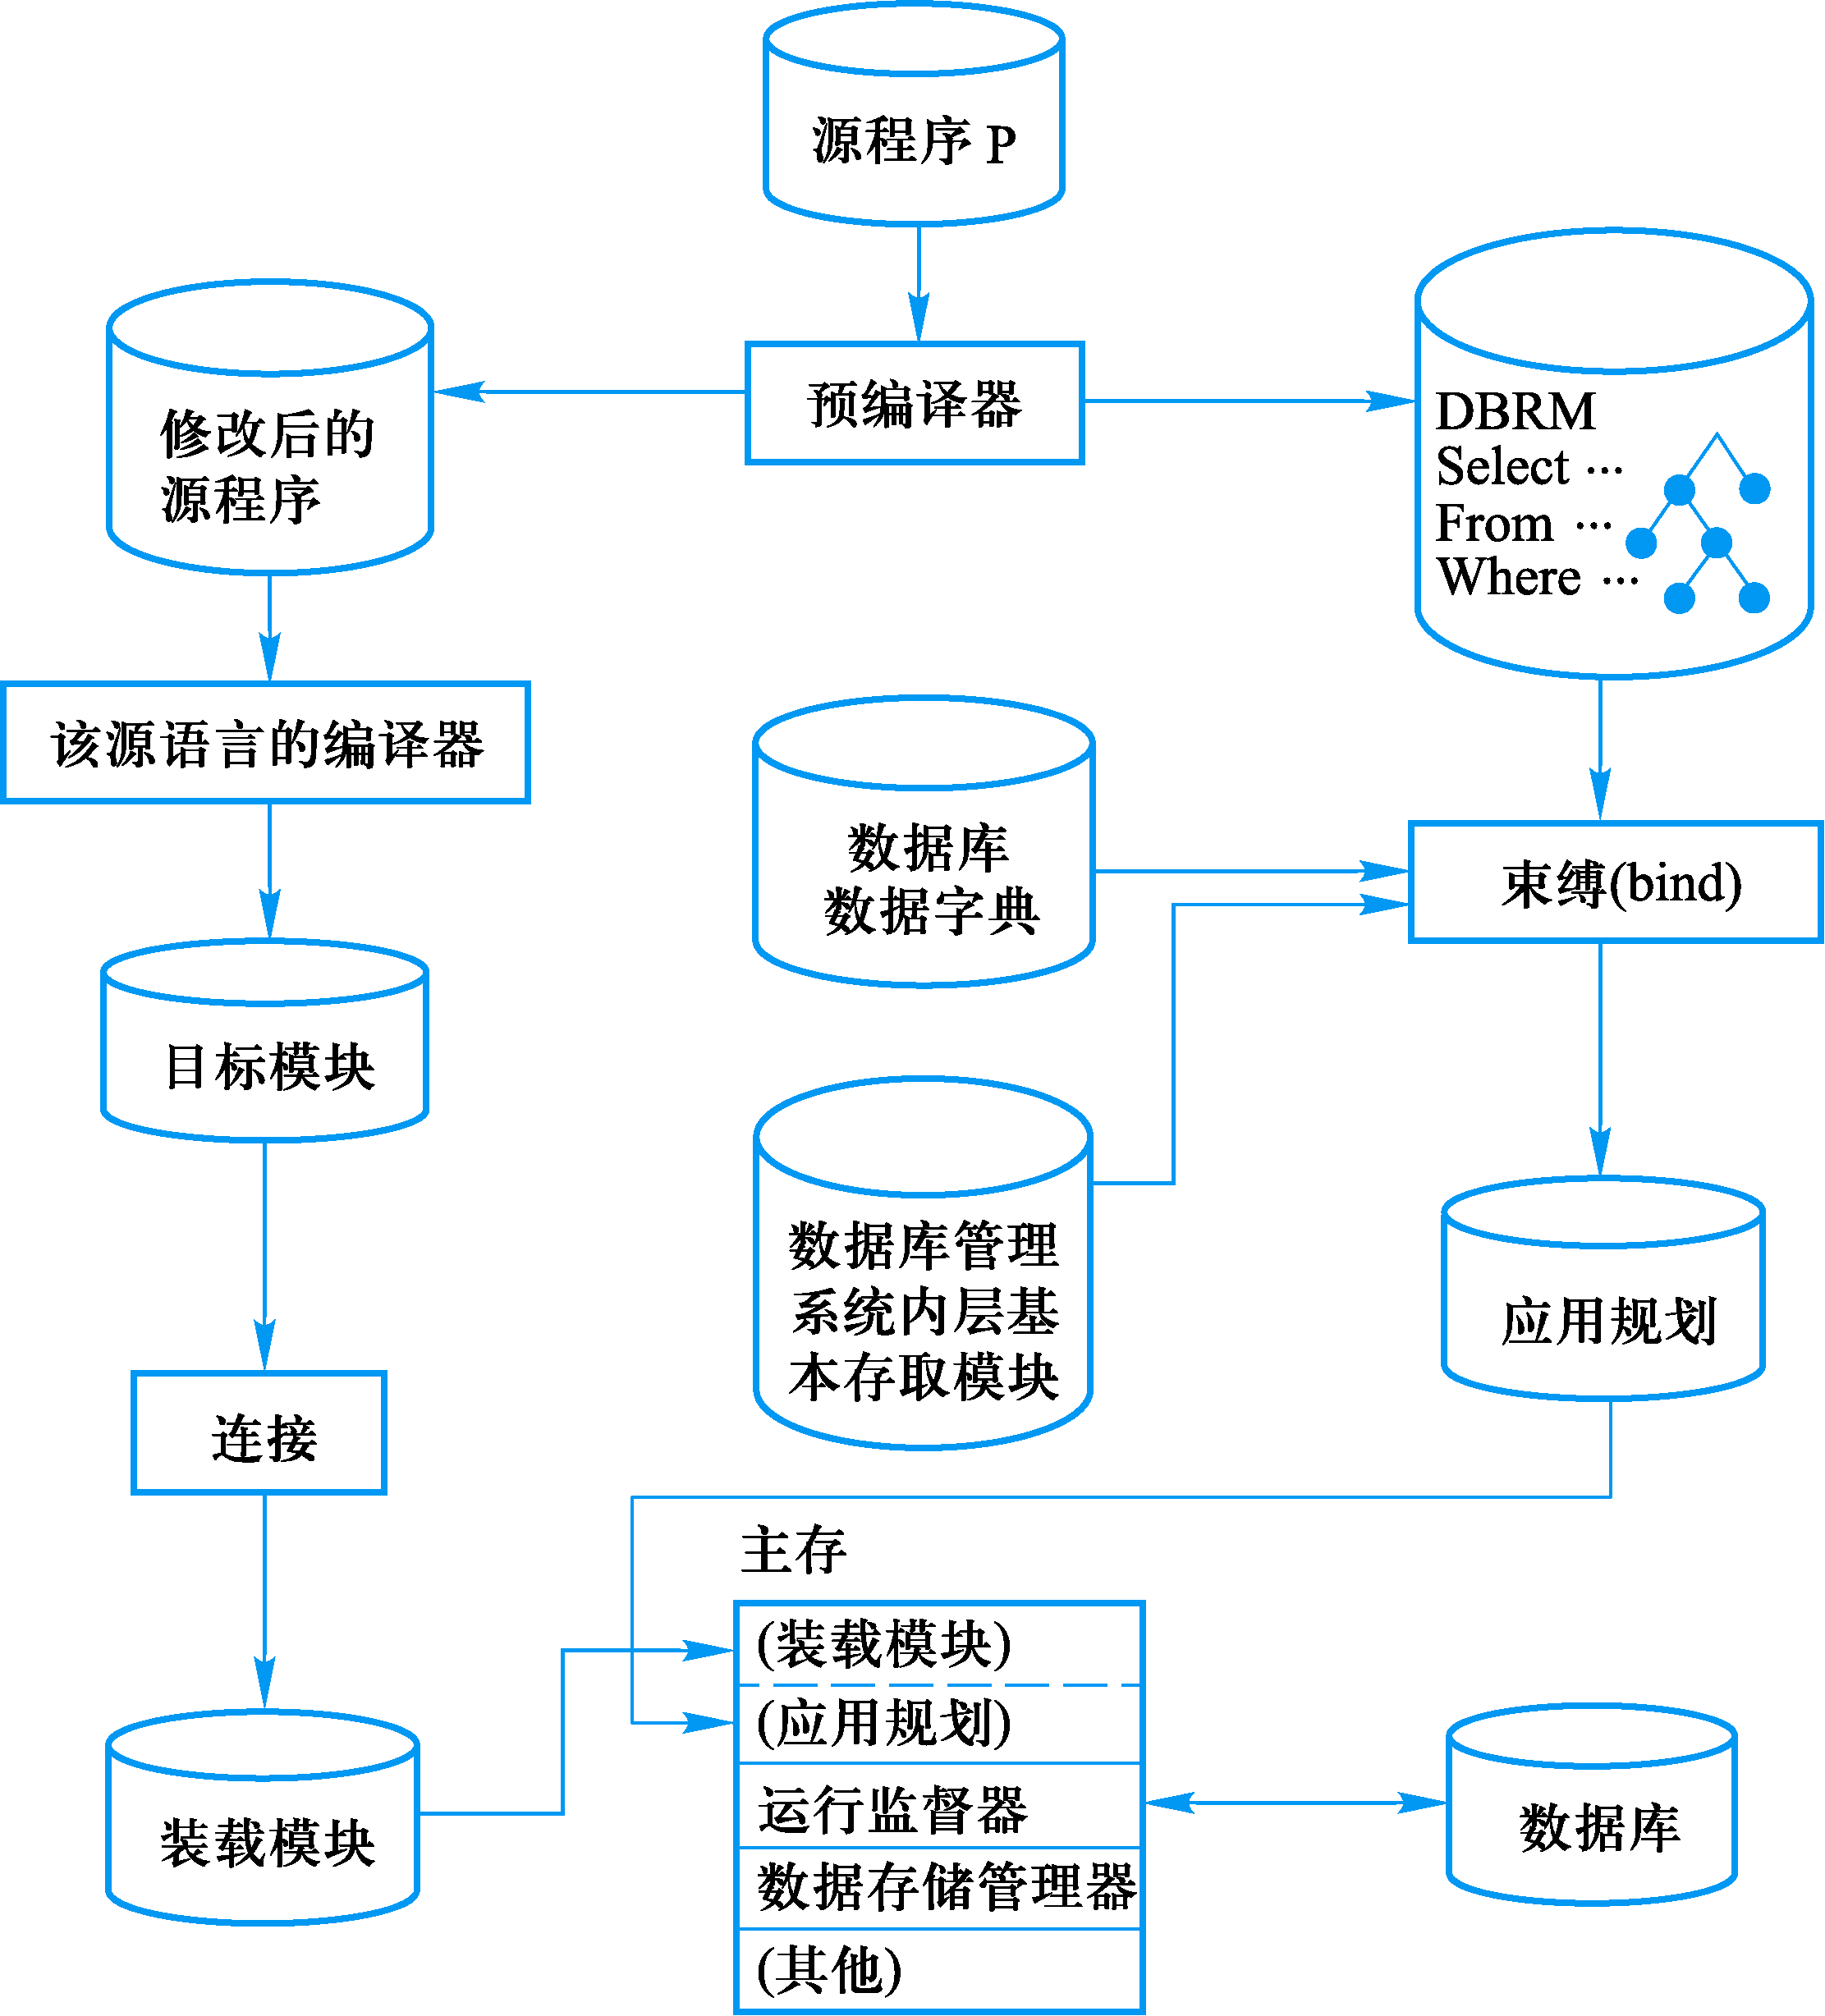 源程序 P
预编译器
修改后的
源程序
DBRM
Select …
From …
Where …
该源语言的编译器
数据库
数据字典
束缚(bind)
目标模块
数据库管理
系统内层基
本存取模块
应用规划
连接
主存
(装载模块)
(应用规划)
运行监督器
数据存储管理器
(其他)
装载模块
数据库